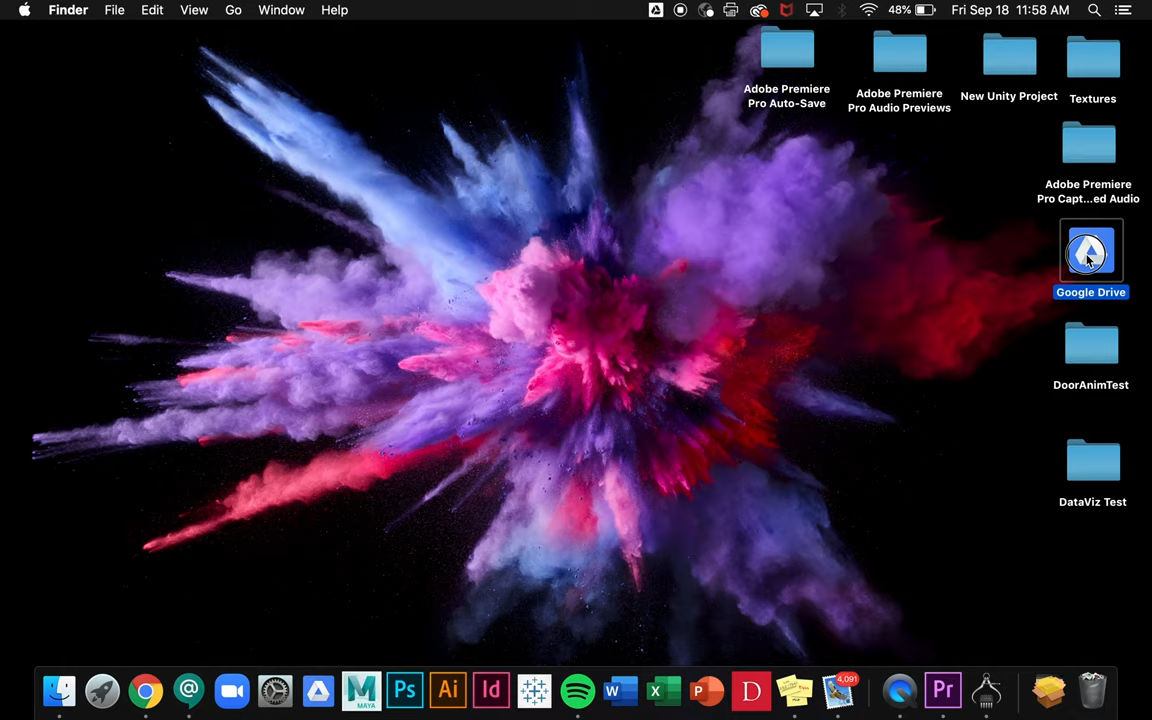 Finder File Edit View Go Window Help 48% Fri Sep 18 11:58 AM
Adobe Premiere
Pro Auto-Save
Adobe Premiere
Pro Audio Previews
New Unity Project
Textures
Adobe Premiere
Pro Capt...ed Audio
Google Drive
DoorAnimTest
DataViz Test
MAYA
Ps
Ai
Id
W
X
P
D
4,091
Pr